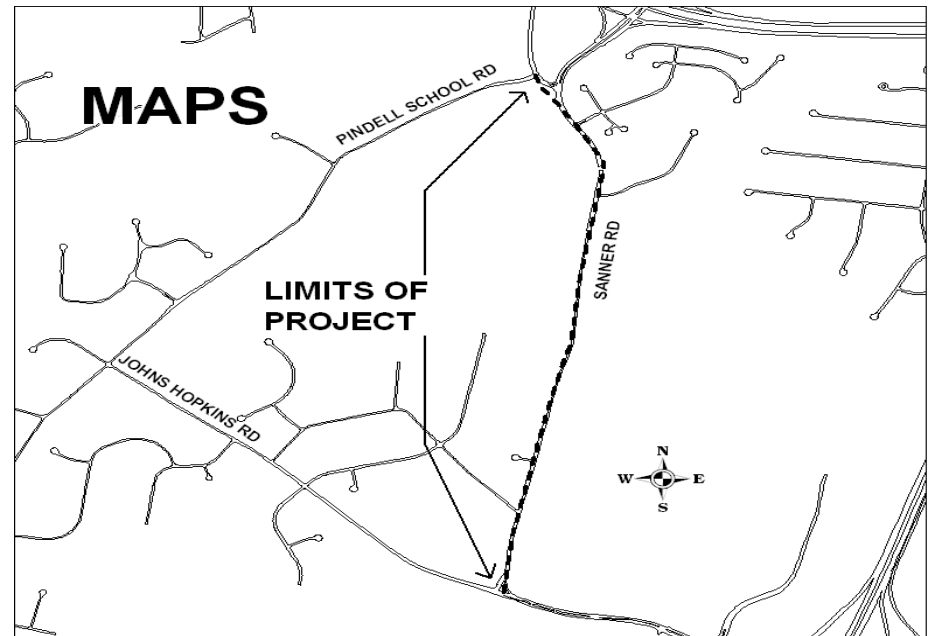 MAPS
PINDELL SCHOOL RD
SANNER RD
LIMITS OF
PROJECT
JOHNS HOPKINS RD
N
W E
S